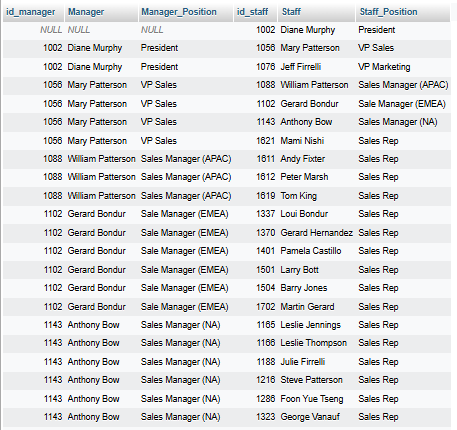 id_manager Manager Manager_Position id_staff Staff Staff_Position
NULL NULL NULL 1002 Diane Murphy President
1002 Diane Murphy President 1056 Mary Patterson VP Sales
1002 Diane Murphy President 1076 Jeff Firrelli VP Marketing
1056 Mary Patterson VP Sales 1088 William Patterson Sales Manager (APAC)
1056 Mary Patterson VP Sales 1102 Gerard Bondur Sale Manager (EMEA)
1056 Mary Patterson VP Sales 1143 Anthony Bow Sales Manager (NA)
1056 Mary Patterson VP Sales 1621 Mami Nishi Sales Rep
1088 William Patterson Sales Manager (APAC) 1611 Andy Fixter Sales Rep
1088 William Patterson Sales Manager (APAC) 1612 Peter Marsh Sales Rep
1088 William Patterson Sales Manager (APAC) 1619 Tom King Sales Rep
1102 Gerard Bondur Sale Manager (EMEA) 1337 Loui Bondur Sales Rep
1102 Gerard Bondur Sale Manager (EMEA) 1370 Gerard Hernandez Sales Rep
1102 Gerard Bondur Sale Manager (EMEA) 1401 Pamela Castillo Sales Rep
1102 Gerard Bondur Sale Manager (EMEA) 1501 Larry Bott Sales Rep
1102 Gerard Bondur Sale Manager (EMEA) 1504 Barry Jones Sales Rep
1102 Gerard Bondur Sale Manager (EMEA) 1702 Martin Gerard Sales Rep
1143 Anthony Bow Sales Manager (NA) 1165 Leslie Jennings Sales Rep
1143 Anthony Bow Sales Manager (NA) 1166 Leslie Thompson Sales Rep
1143 Anthony Bow Sales Manager (NA) 1188 Julie Firrelli Sales Rep
1143 Anthony Bow Sales Manager (NA) 1216 Steve Patterson Sales Rep
1143 Anthony Bow Sales Manager (NA) 1286 Foon Yue Tseng Sales Rep
1143 Anthony Bow Sales Manager (NA) 1323 George Vanauf Sales Rep